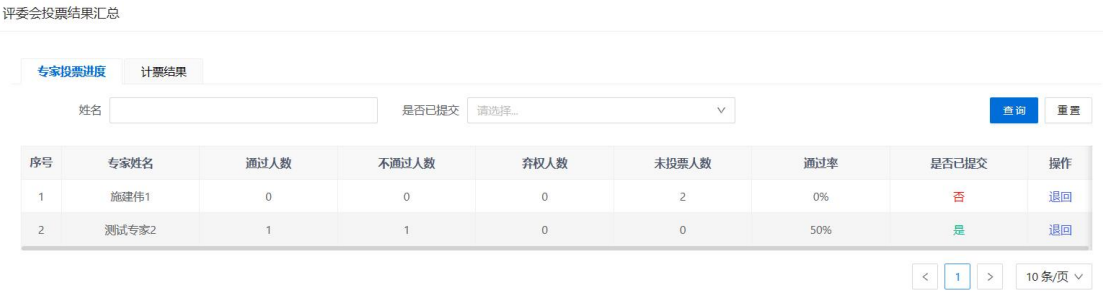 评委会投票结果汇总
专家投票进度 计票结果
姓名 是否已提交 请选择... 查询 重置
序号 专家姓名 通过人数 不通过人数 弃权人数 未投票人数 通过率 是否已提交 操作
1 施建伟1 0 0 0 2 0% 否 退回
2 测试专家2 1 1 0 0 50% 是 退回
< 1 > 10 条/页